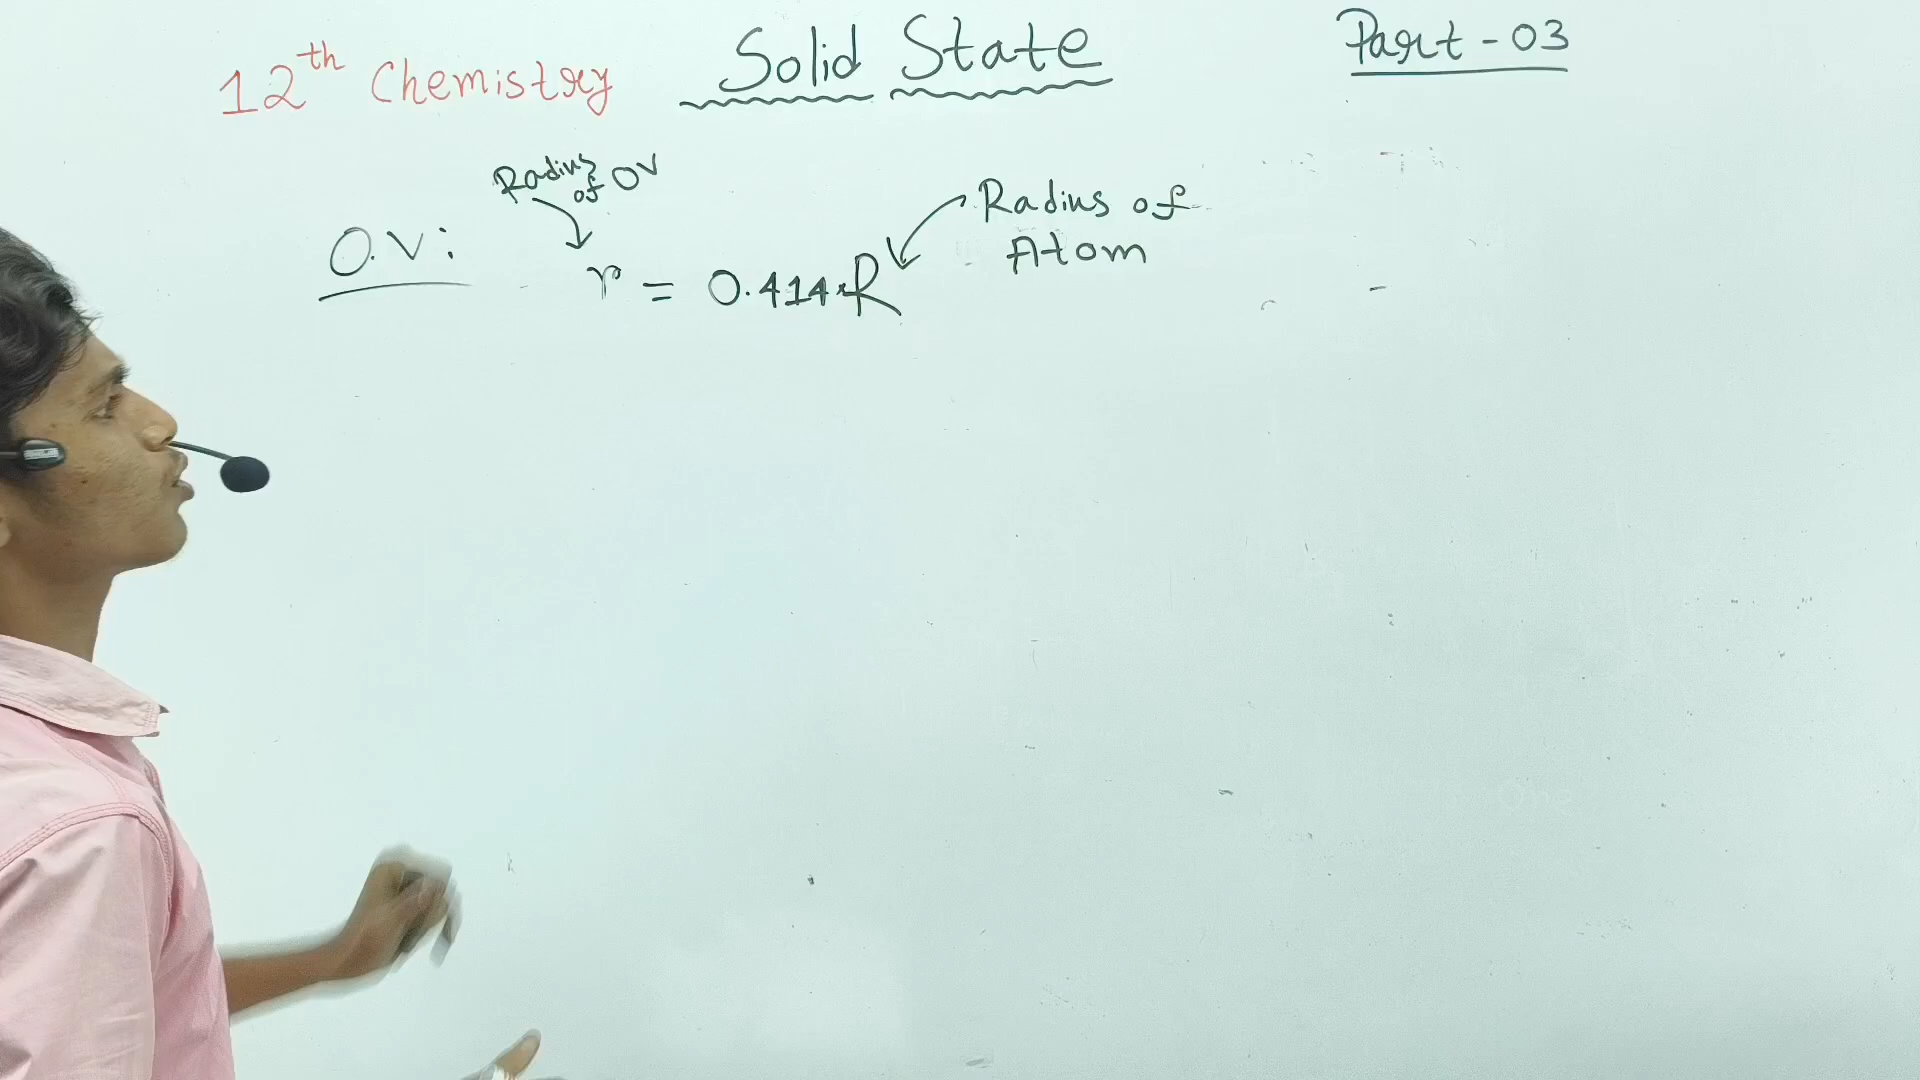 12th Chemistry Solid State Part-03
Radius of OV
Radius of Atom
O.V:
r = 0.414×R